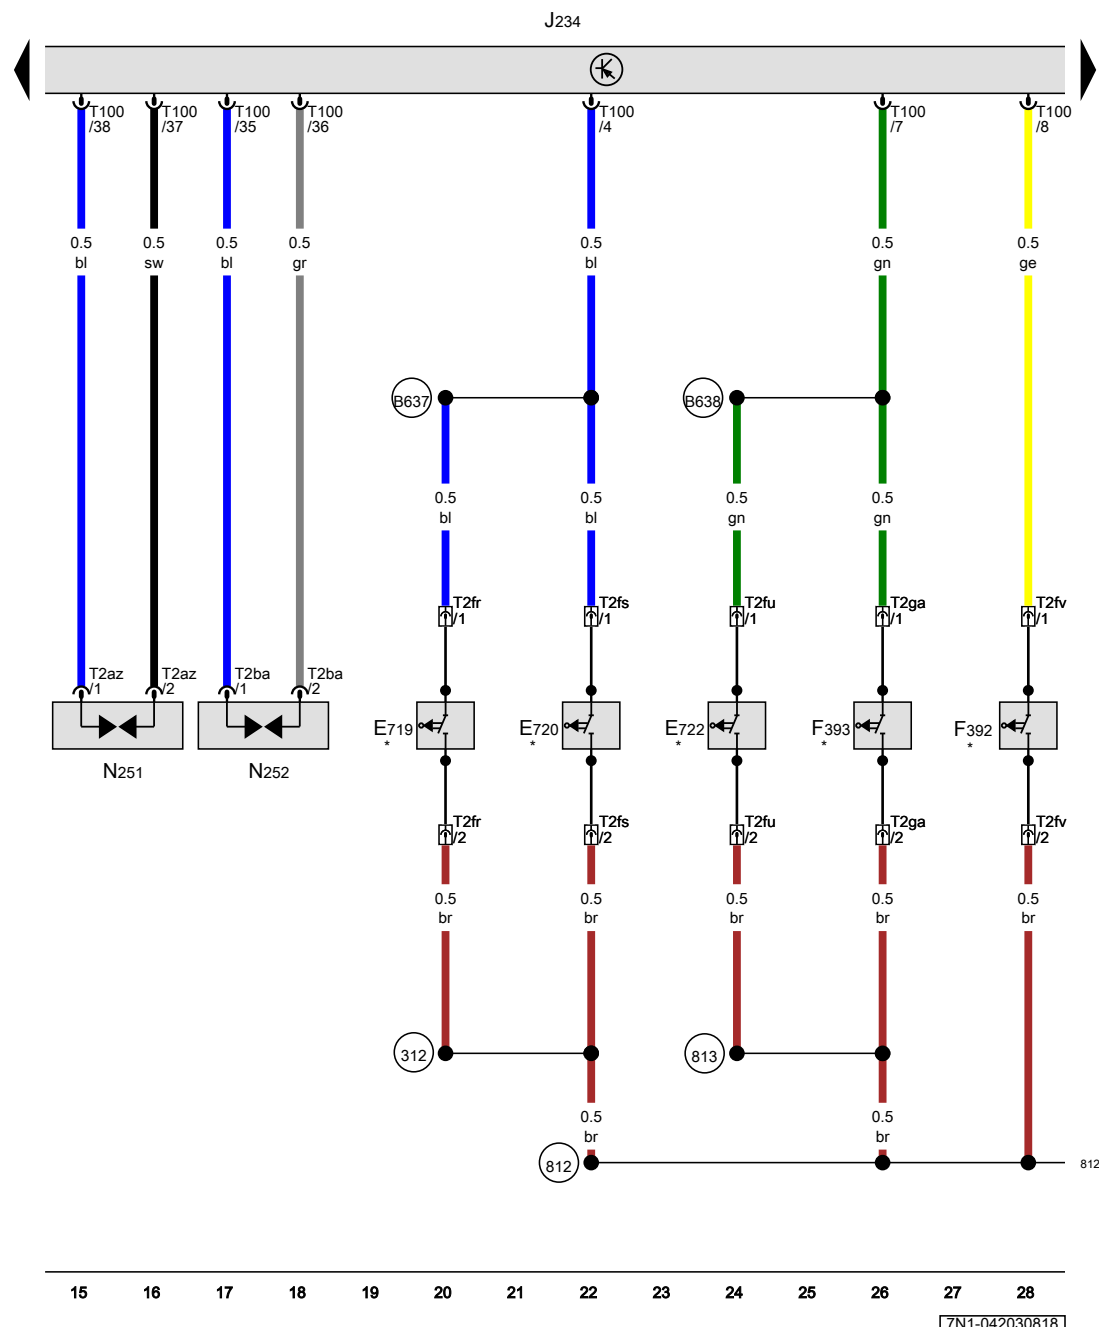 J234
T100 T100 T100 T100 T100 T100 T100
/38 /37 /35 /36 /4 /7 /8
0.5 0.5 0.5 0.5 0.5 0.5 0.5
bl sw bl gr bl gn ge
B637 B638
0.5 0.5 0.5 0.5
bl bl gn gn
T2fr T2fs T2fu T2ga T2fv
/1 /1 /1 /1 /1
T2az T2az T2ba T2ba
/1 /2 /1 /2
E719 E720 E722 F393 F392
* * * * *
N251 N252
T2fr T2fs T2fu T2ga T2fv
/2 /2 /2 /2 /2
0.5 0.5 0.5 0.5 0.5
br br br br br
312 813
0.5 0.5
br br
812 812
15 16 17 18 19 20 21 22 23 24 25 26 27 28
7N1-042030818